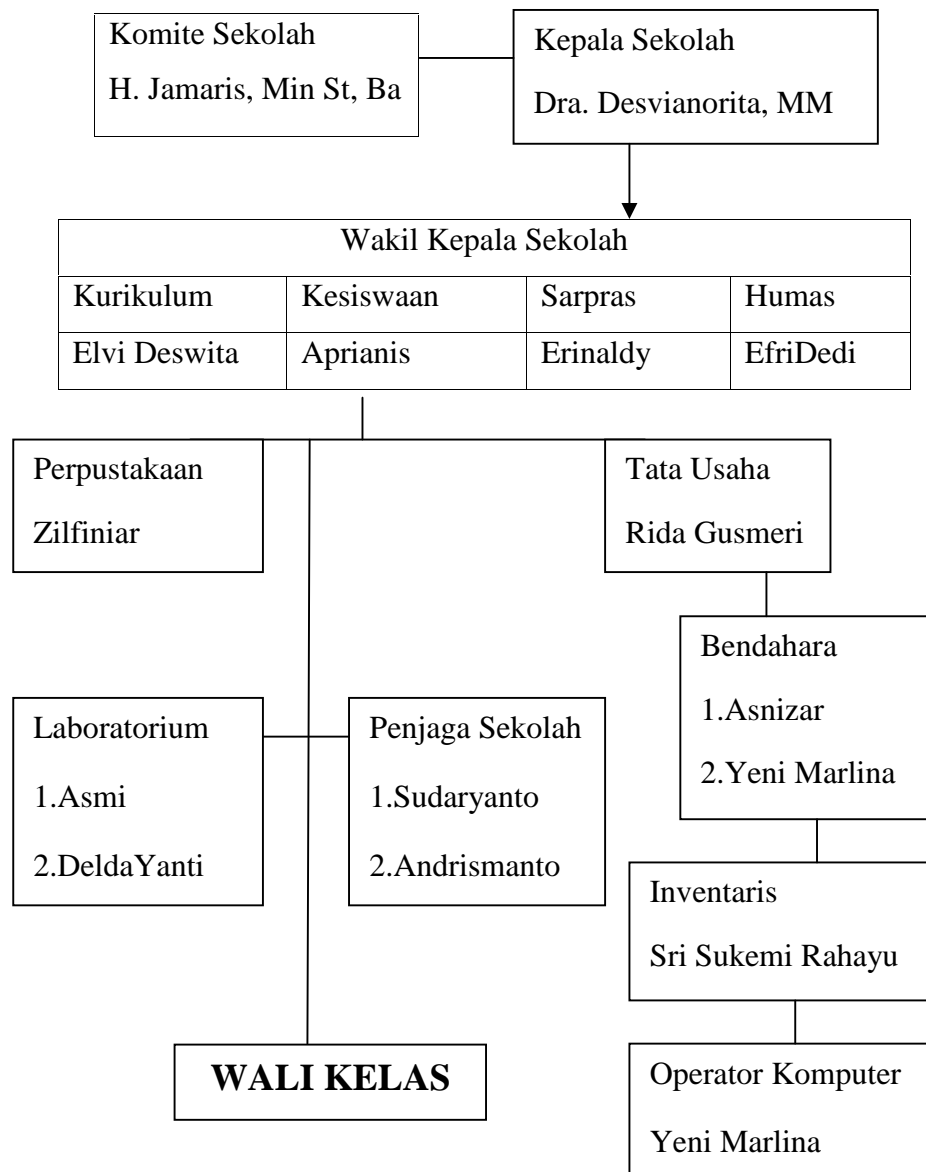 Komite Sekolah
H. Jamaris, Min St, Ba
Kepala Sekolah
Dra. Desvianorita, MM
Wakil Kepala Sekolah
Kurikulum Kesiswaan Sarpras Humas
Elvi Deswita Aprianis Erinaldy EfriDedi
Perpustakaan
Zilfiniar
Tata Usaha
Rida Gusmeri
Bendahara
1.Asnizar
2.Yeni Marlina
Laboratorium
1.Asmi
2.DeldaYanti
Penjaga Sekolah
1.Sudaryanto
2.Andrismanto
Inventaris
Sri Sukemi Rahayu
WALI KELAS
Operator Komputer
Yeni Marlina